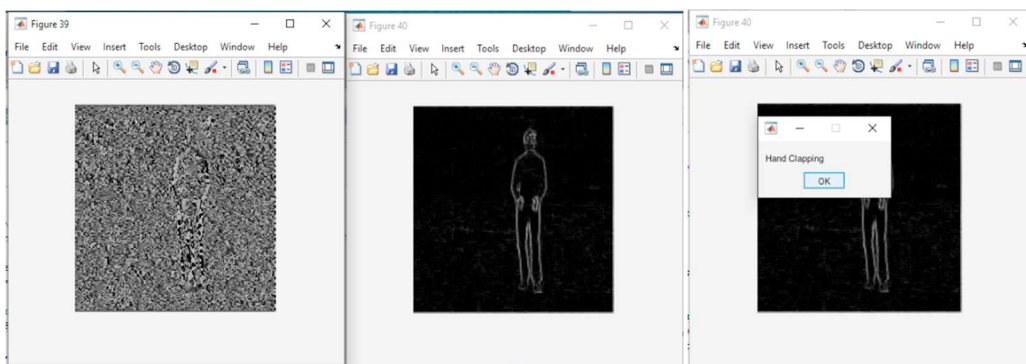 Figure 39
File Edit View Insert Tools Desktop Window Help
Figure 40
File Edit View Insert Tools Desktop Window Help
Figure 40
File Edit View Insert Tools Desktop Window Help
Hand Clapping
OK